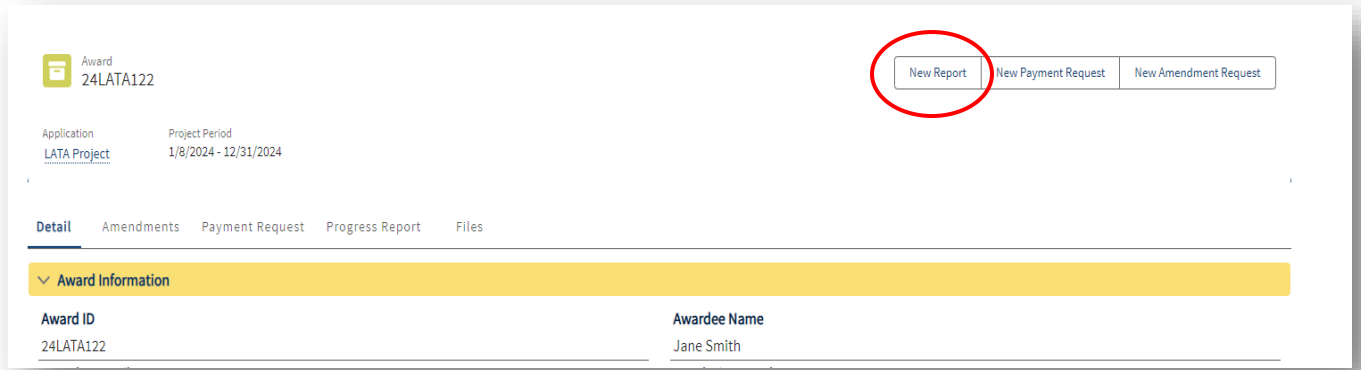 Award
24LATA122
New Report New Payment Request New Amendment Request
Application Project Period
LATA Project 1/8/2024 - 12/31/2024
Detail Amendments Payment Request Progress Report Files
Award Information
Award ID Awardee Name
24LATA122 Jane Smith